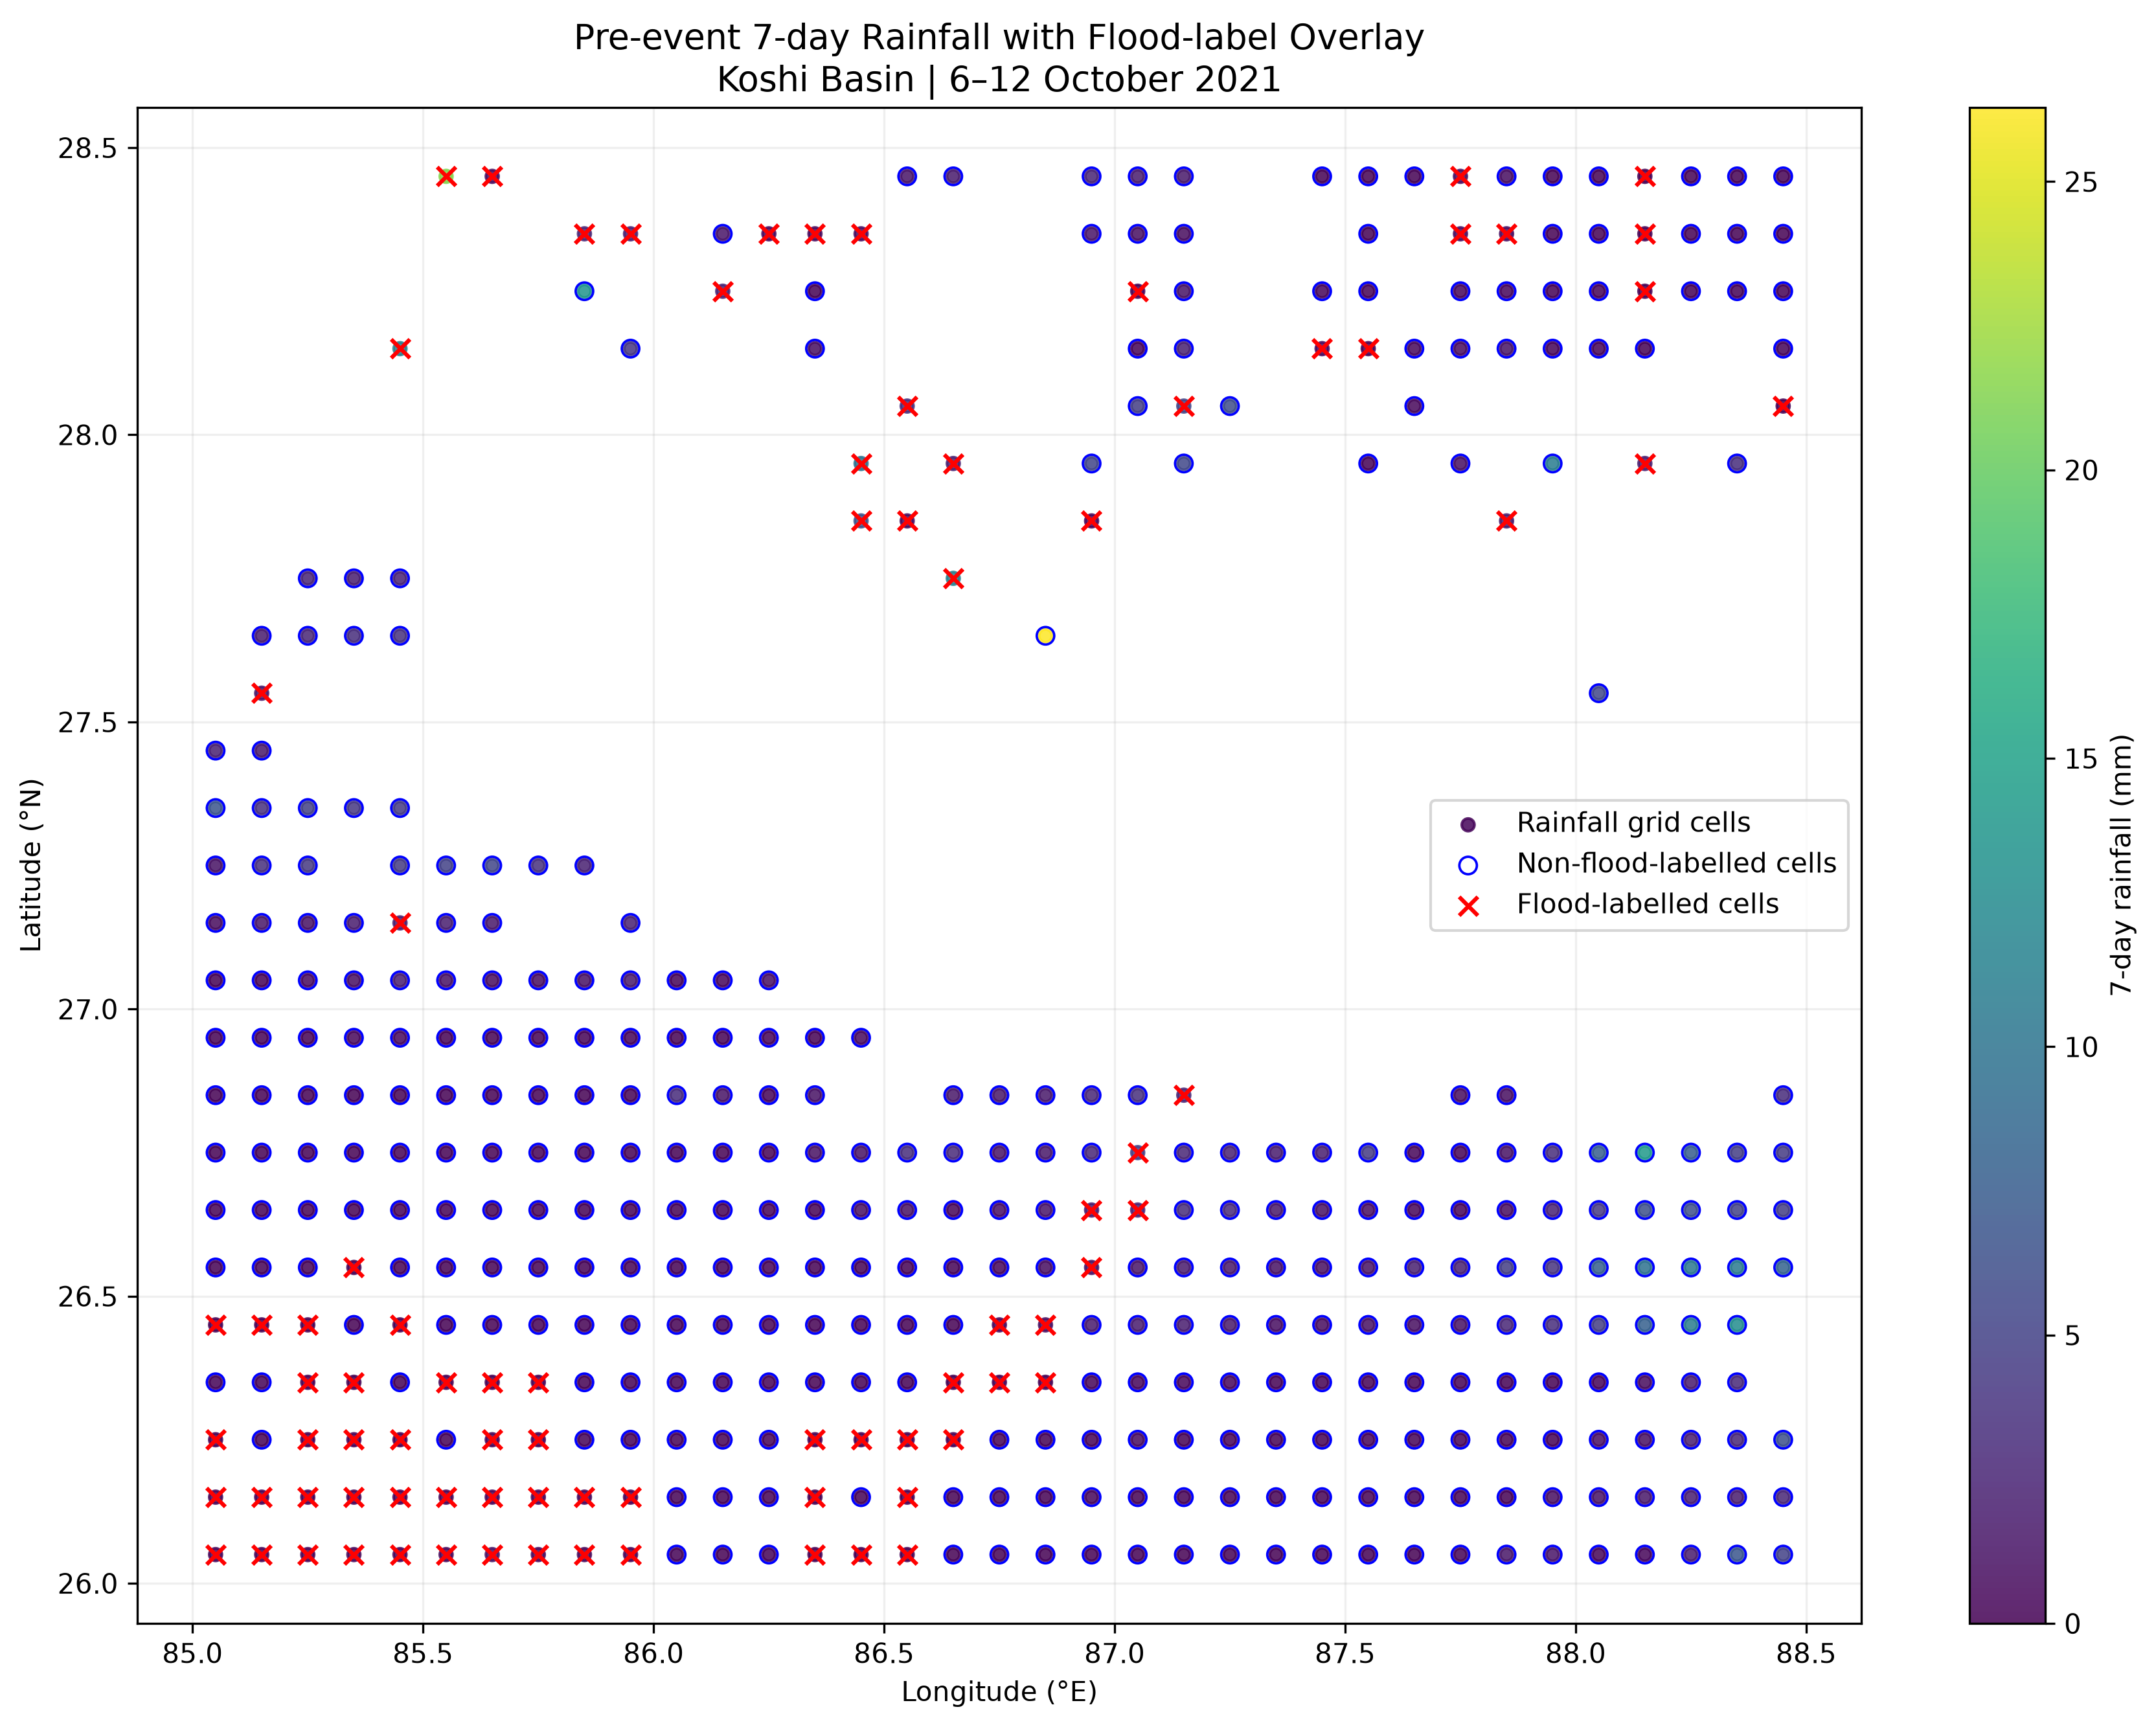 Pre-event 7-day Rainfall with Flood-label Overlay
Koshi Basin | 6–12 October 2021
28.5
28.0
27.5
27.0
26.5
26.0
Latitude (°N)
85.0 85.5 86.0 86.5 87.0 87.5 88.0 88.5
Longitude (°E)
Rainfall grid cells
Non-flood-labelled cells
Flood-labelled cells
25
20
15
10
5
0
7-day rainfall (mm)